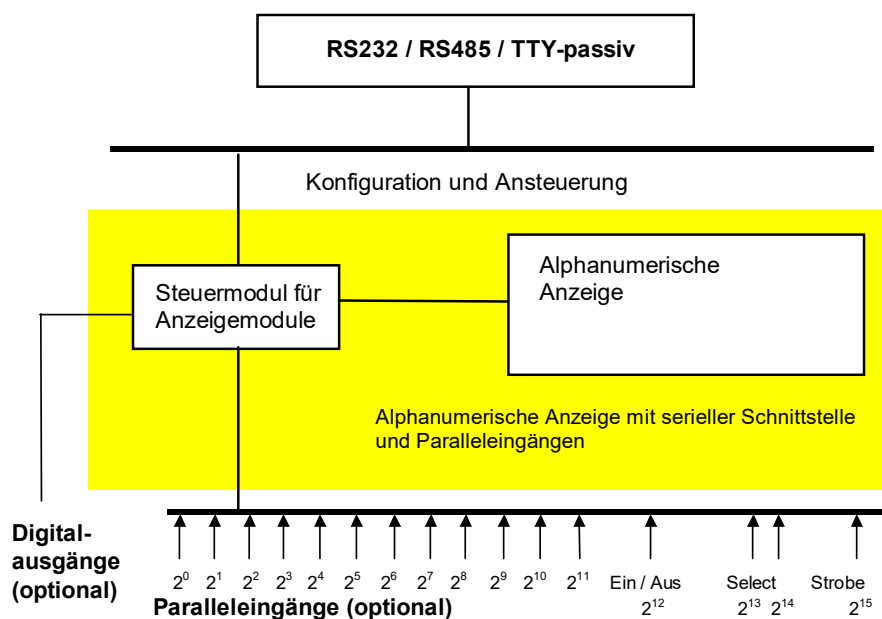 RS232 / RS485 / TTY-passiv
Konfiguration und Ansteuerung
Steuermodul für
Anzeigemodule
Alphanumerische
Anzeige
Alphanumerische Anzeige mit serieller Schnittstelle
und Paralleleingängen
Digital-
ausgänge
(optional)
2⁰ 2¹ 2² 2³ 2⁴ 2⁵ 2⁶ 2⁷ 2⁸ 2⁹ 2¹⁰ 2¹¹ Ein / Aus Select Strobe
Paralleleingänge (optional) 2¹² 2¹³ 2¹⁴ 2¹⁵